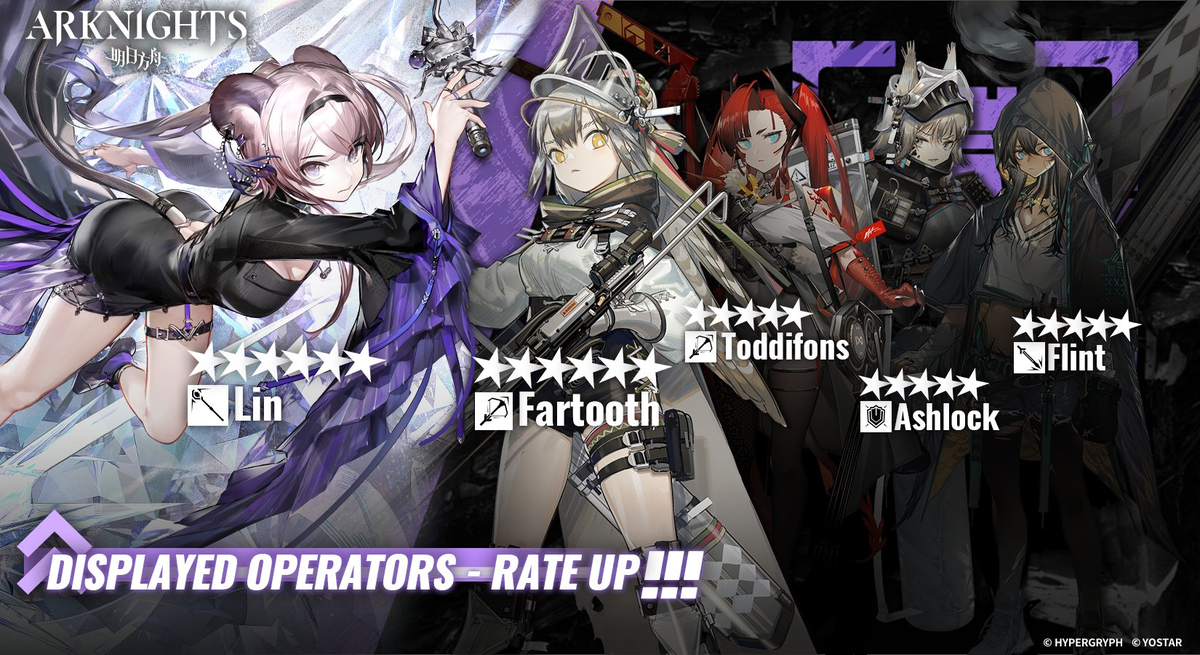 ARKNIGHTS
明日方舟
Lin
Fartooth
Toddifons
Ashlock
Flint
DISPLAYED OPERATORS - RATE UP!!!
© HYPERGRYPH © YOSTAR